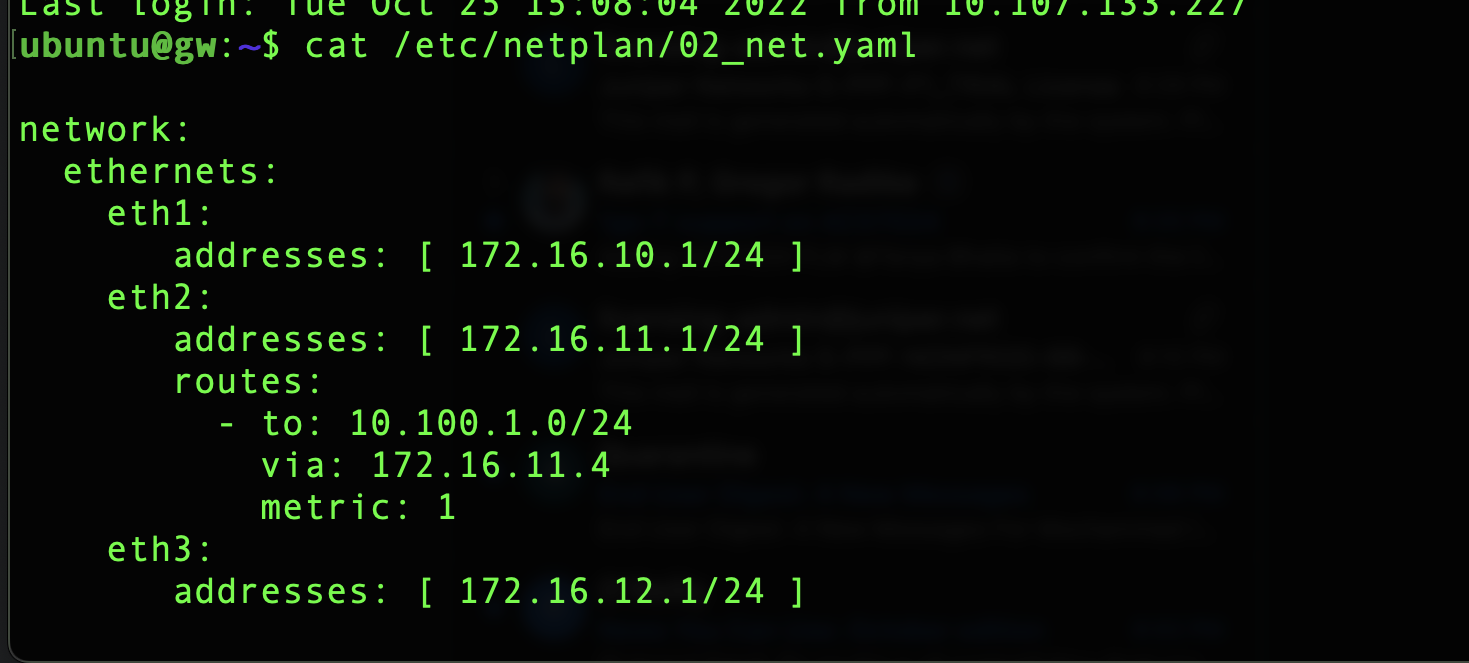 Last login: Tue Oct 25 15:08:04 2022 from 10.107.133.227
[ubuntu@gw:~$ cat /etc/netplan/02_net.yaml
network:
  ethernets:
    eth1:
       addresses: [ 172.16.10.1/24 ]
    eth2:
       addresses: [ 172.16.11.1/24 ]
       routes:
         - to: 10.100.1.0/24
           via: 172.16.11.4
           metric: 1
    eth3:
       addresses: [ 172.16.12.1/24 ]